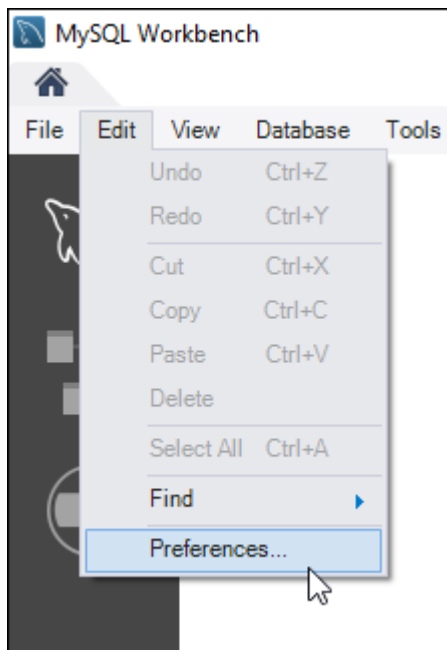 MySQL Workbench
File Edit View Database Tools
Undo Ctrl+Z
Redo Ctrl+Y
Cut Ctrl+X
Copy Ctrl+C
Paste Ctrl+V
Delete
Select All Ctrl+A
Find
Preferences...